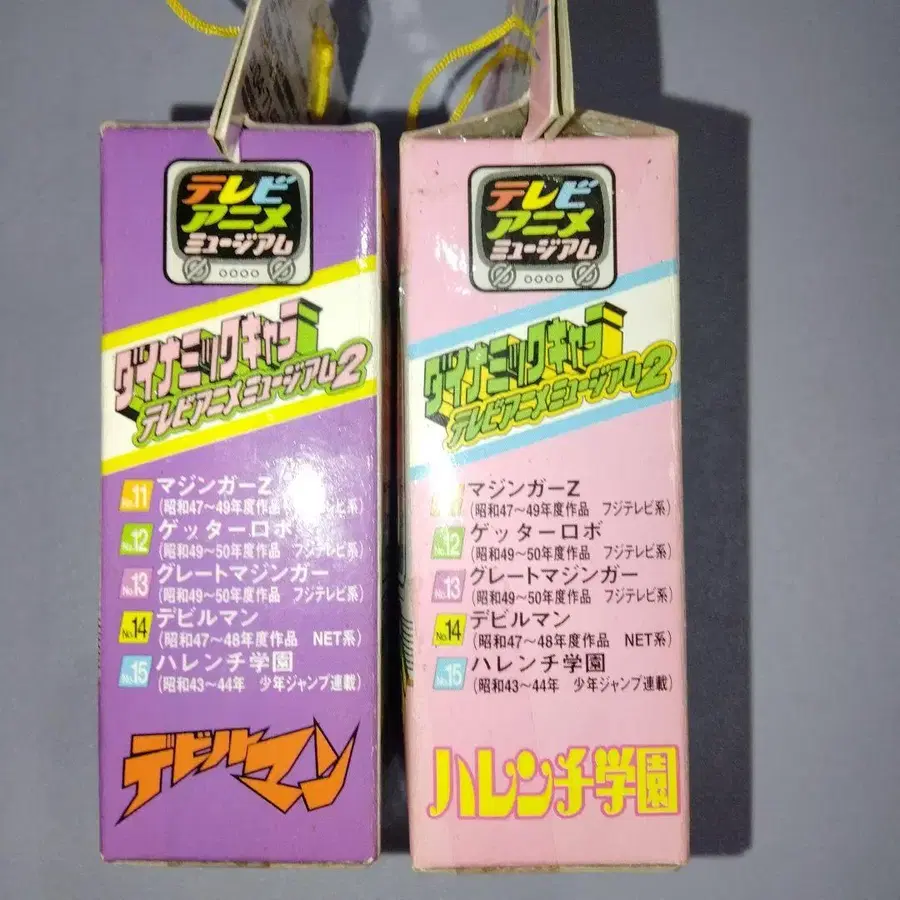 テレビ
アニメ
ミュージアム
ダイナミックキャラ
テレビアニメミュージアム2
No.11 マジンガーZ
(昭和47〜49年度作品 フジテレビ系)
No.12 ゲッターロボ
(昭和49〜50年度作品 フジテレビ系)
No.13 グレートマジンガー
(昭和49〜50年度作品 フジテレビ系)
No.14 デビルマン
(昭和47〜48年度作品 NET系)
No.15 ハレンチ学園
(昭和43〜44年 少年ジャンプ連載)
デビルマン
テレビ
アニメ
ミュージアム
ダイナミックキャラ
テレビアニメミュージアム2
マジンガーZ
(昭和47〜49年度作品 フジテレビ系)
No.12 ゲッターロボ
(昭和49〜50年度作品 フジテレビ系)
No.13 グレートマジンガー
(昭和49〜50年度作品 フジテレビ系)
No.14 デビルマン
(昭和47〜48年度作品 NET系)
No.15 ハレンチ学園
(昭和43〜44年 少年ジャンプ連載)
ハレンチ学園